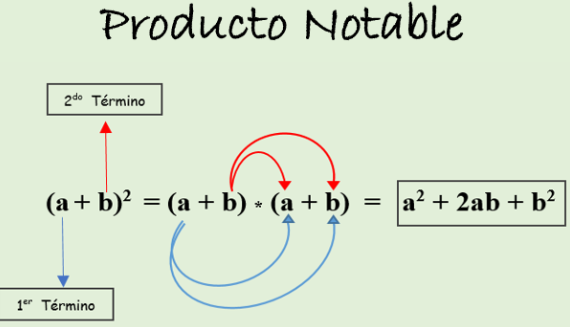 Producto Notable
2do Término
(a + b)² = (a + b) * (a + b) = a² + 2ab + b²
1er Término